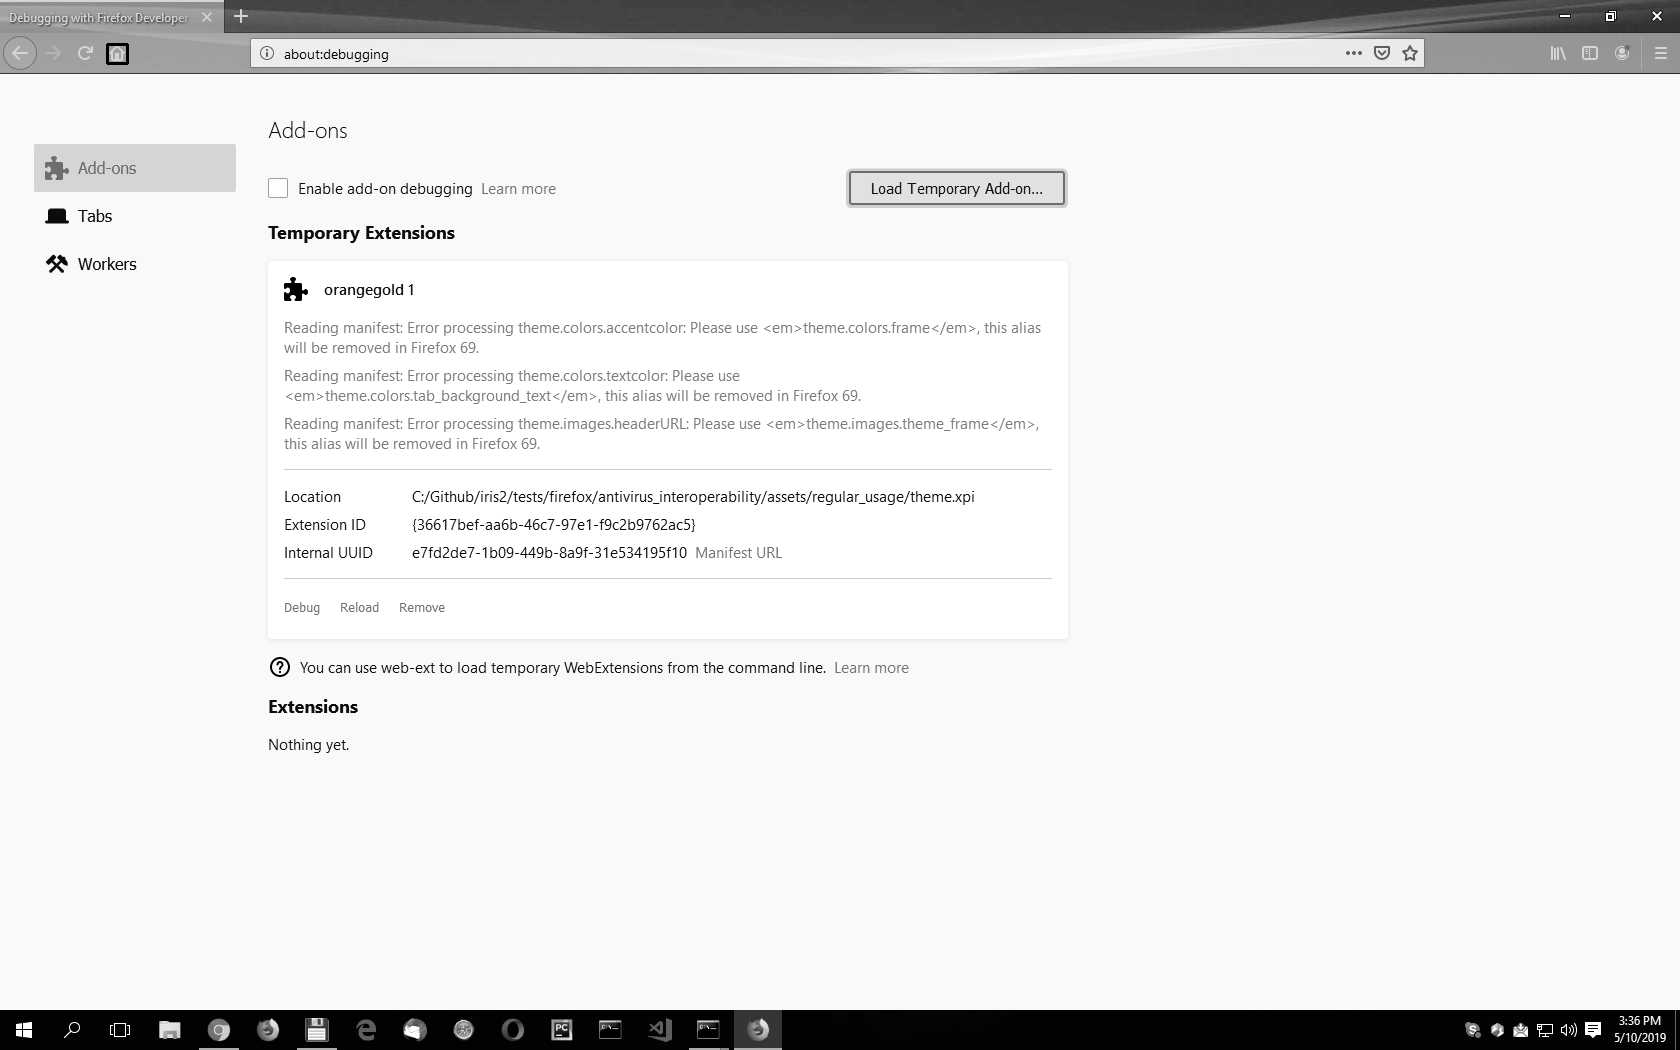 Debugging with Firefox Developer
about:debugging
Add-ons
Add-ons
Tabs
Workers
Enable add-on debugging Learn more
Load Temporary Add-on...
Temporary Extensions
orangegold 1
Reading manifest: Error processing theme.colors.accentcolor: Please use <em>theme.colors.frame</em>, this alias
will be removed in Firefox 69.
Reading manifest: Error processing theme.colors.textcolor: Please use
<em>theme.colors.tab_background_text</em>, this alias will be removed in Firefox 69.
Reading manifest: Error processing theme.images.headerURL: Please use <em>theme.images.theme_frame</em>,
this alias will be removed in Firefox 69.
Location C:/Github/iris2/tests/firefox/antivirus_interoperability/assets/regular_usage/theme.xpi
Extension ID {36617bef-aa6b-46c7-97e1-f9c2b9762ac5}
Internal UUID e7fd2de7-1b09-449b-8a9f-31e534195f10 Manifest URL
Debug Reload Remove
You can use web-ext to load temporary WebExtensions from the command line. Learn more
Extensions
Nothing yet.
PC
3:36 PM
5/10/2019